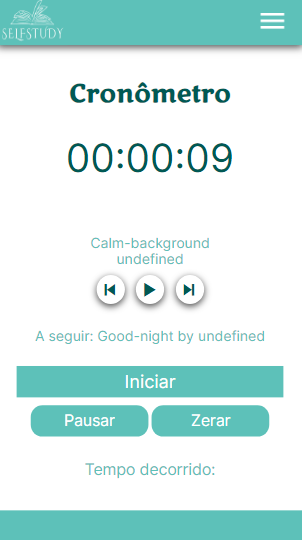 SELFSTUDY
Cronômetro
00:00:09
Calm-background
undefined
A seguir: Good-night by undefined
Iniciar
Pausar Zerar
Tempo decorrido: